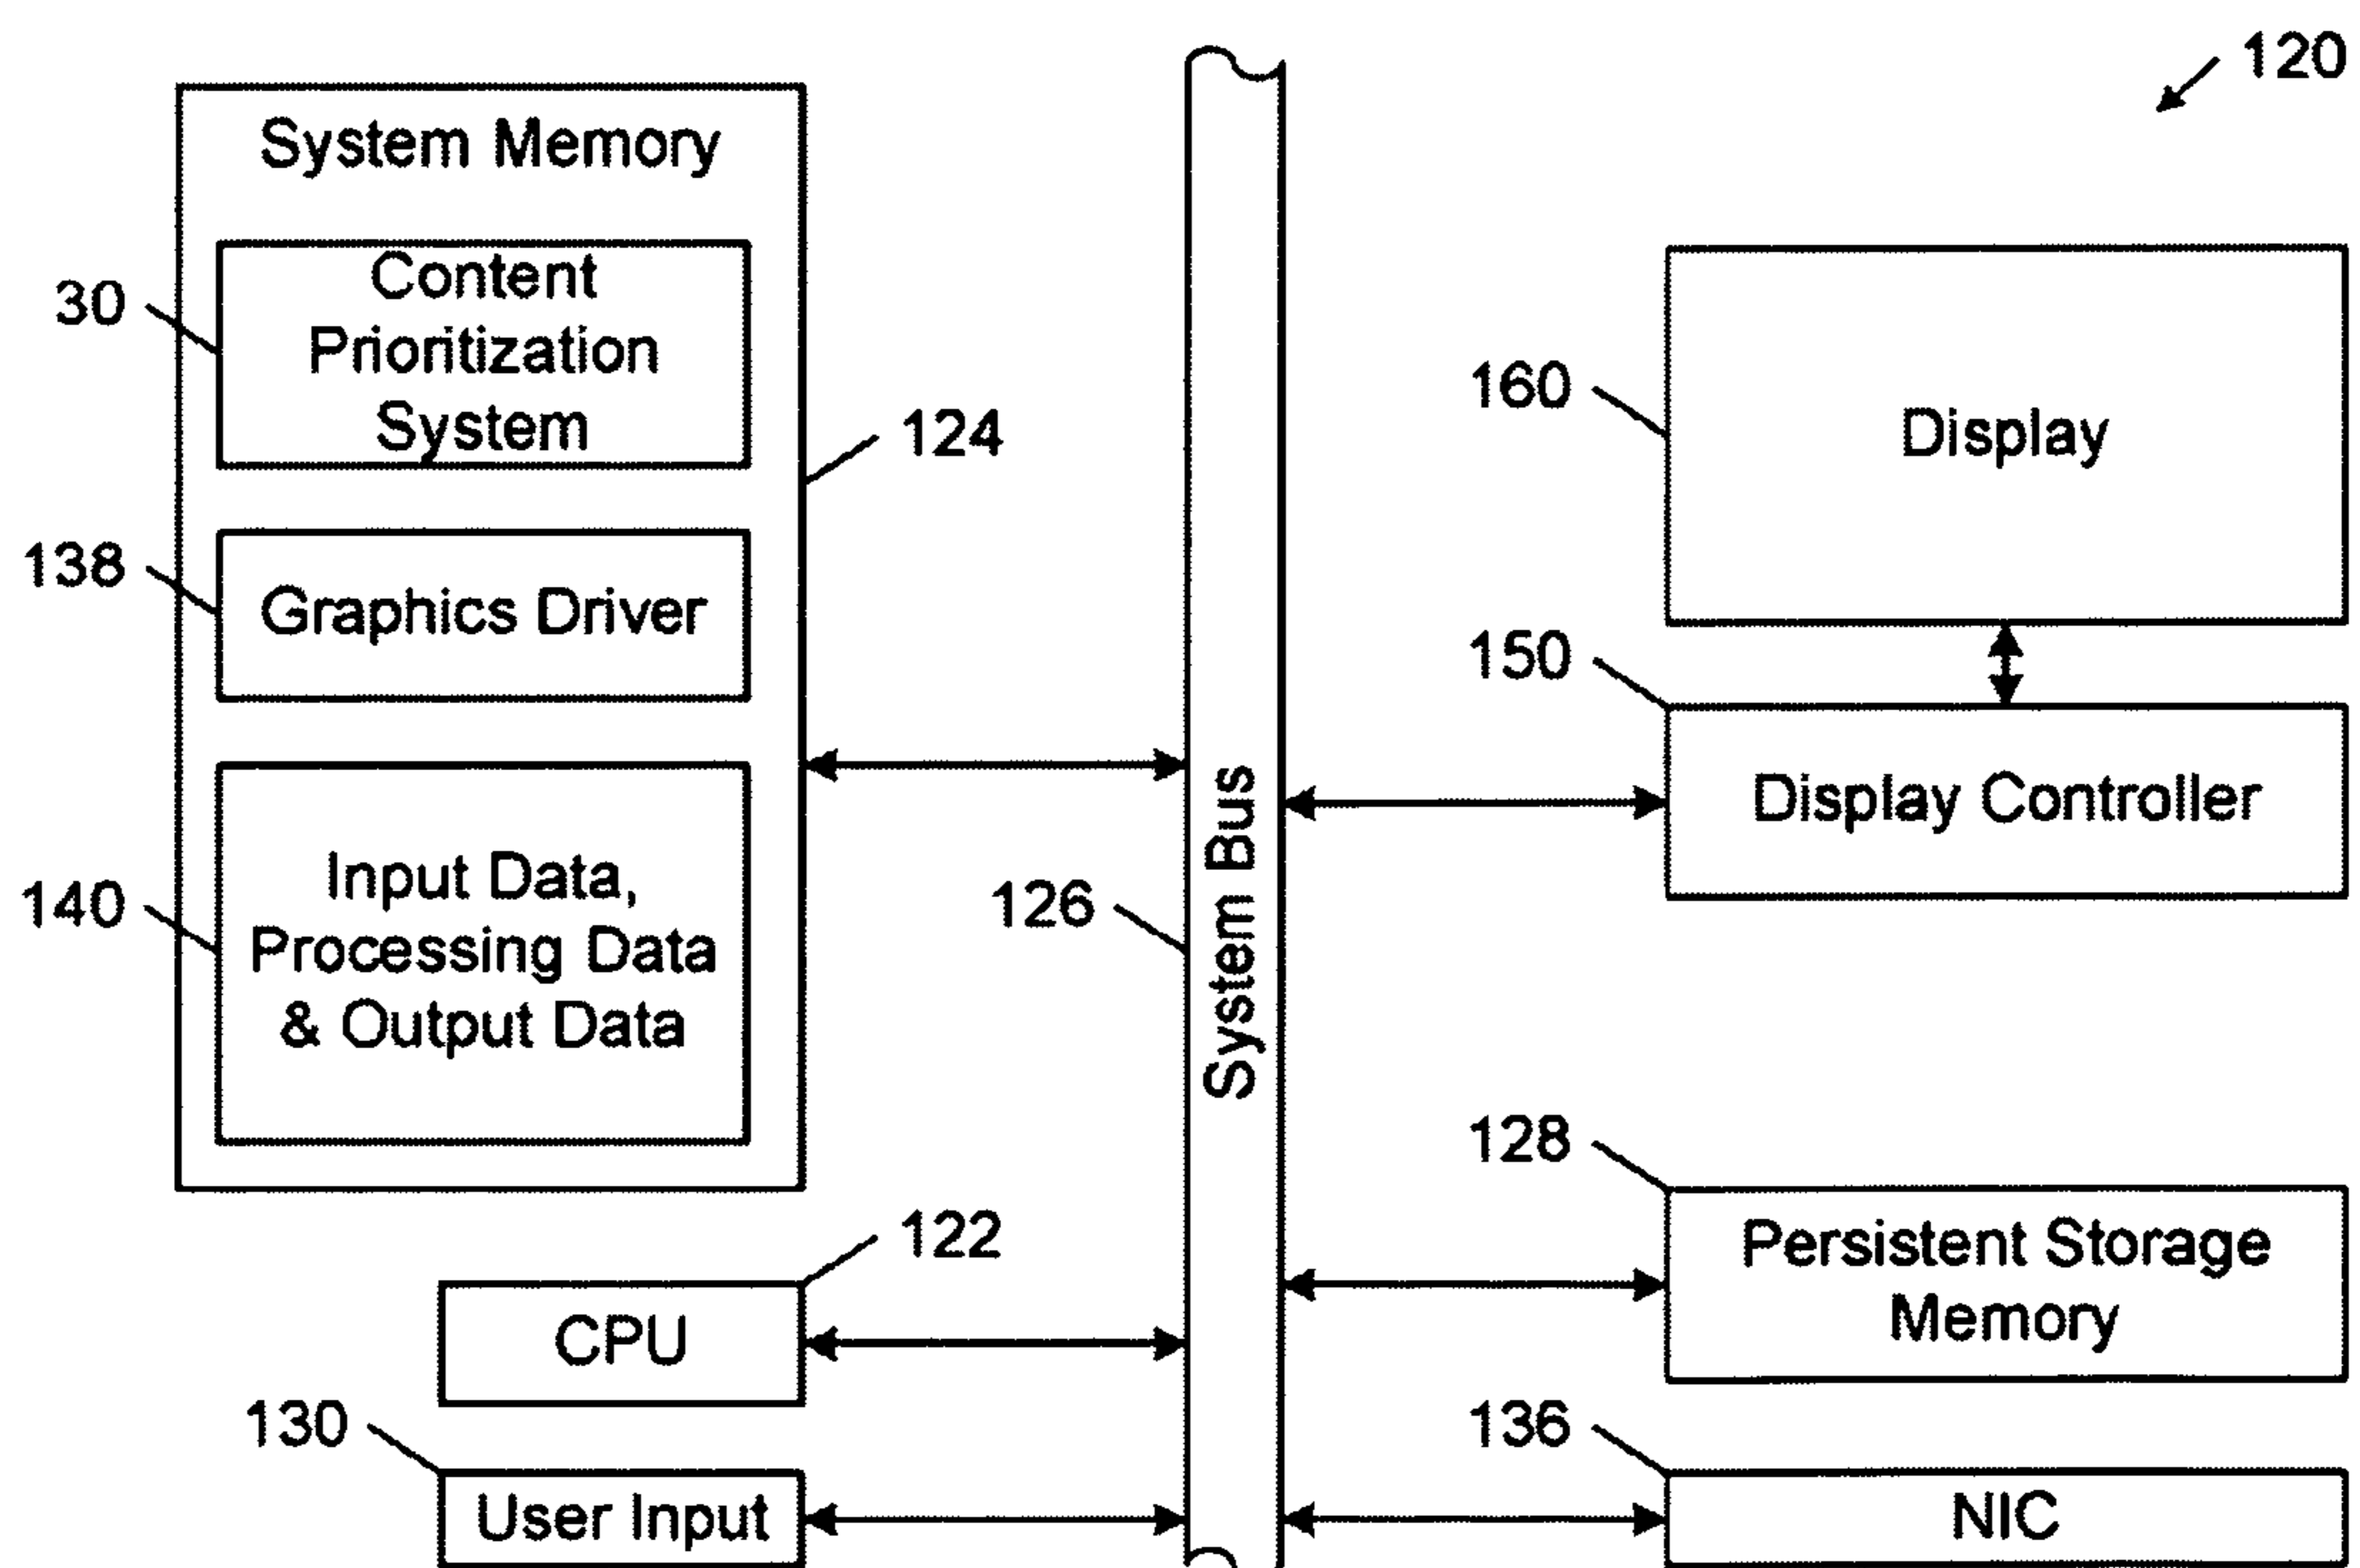 120
System Memory
30
Content
Prioritization
System
124
138
Graphics Driver
140
Input Data,
Processing Data
& Output Data
122
CPU
130
User Input
126
System Bus
160
Display
150
Display Controller
128
Persistent Storage
Memory
136
NIC